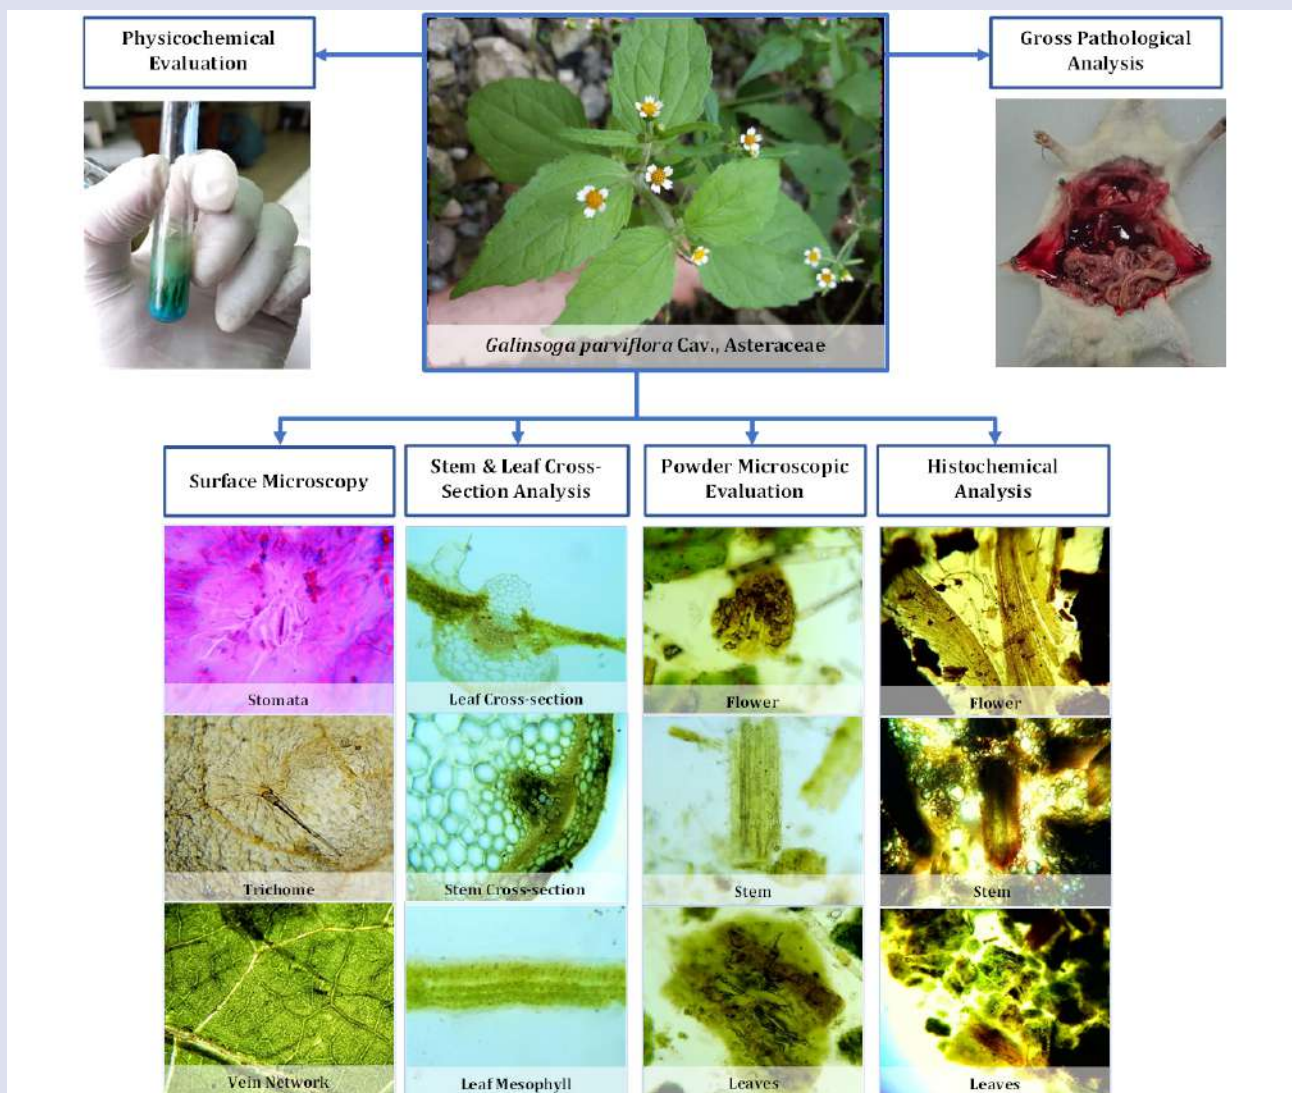 Physicochemical
Evaluation
Gross Pathological
Analysis
Galinsoga parviflora Cav., Asteraceae
Surface Microscopy
Stem & Leaf Cross-
Section Analysis
Powder Microscopic
Evaluation
Histochemical
Analysis
Stomata
Leaf Cross-section
Flower
Flower
Trichome
Stem Cross-section
Stem
Stem
Vein Network
Leaf Mesophyll
Leaves
Leaves